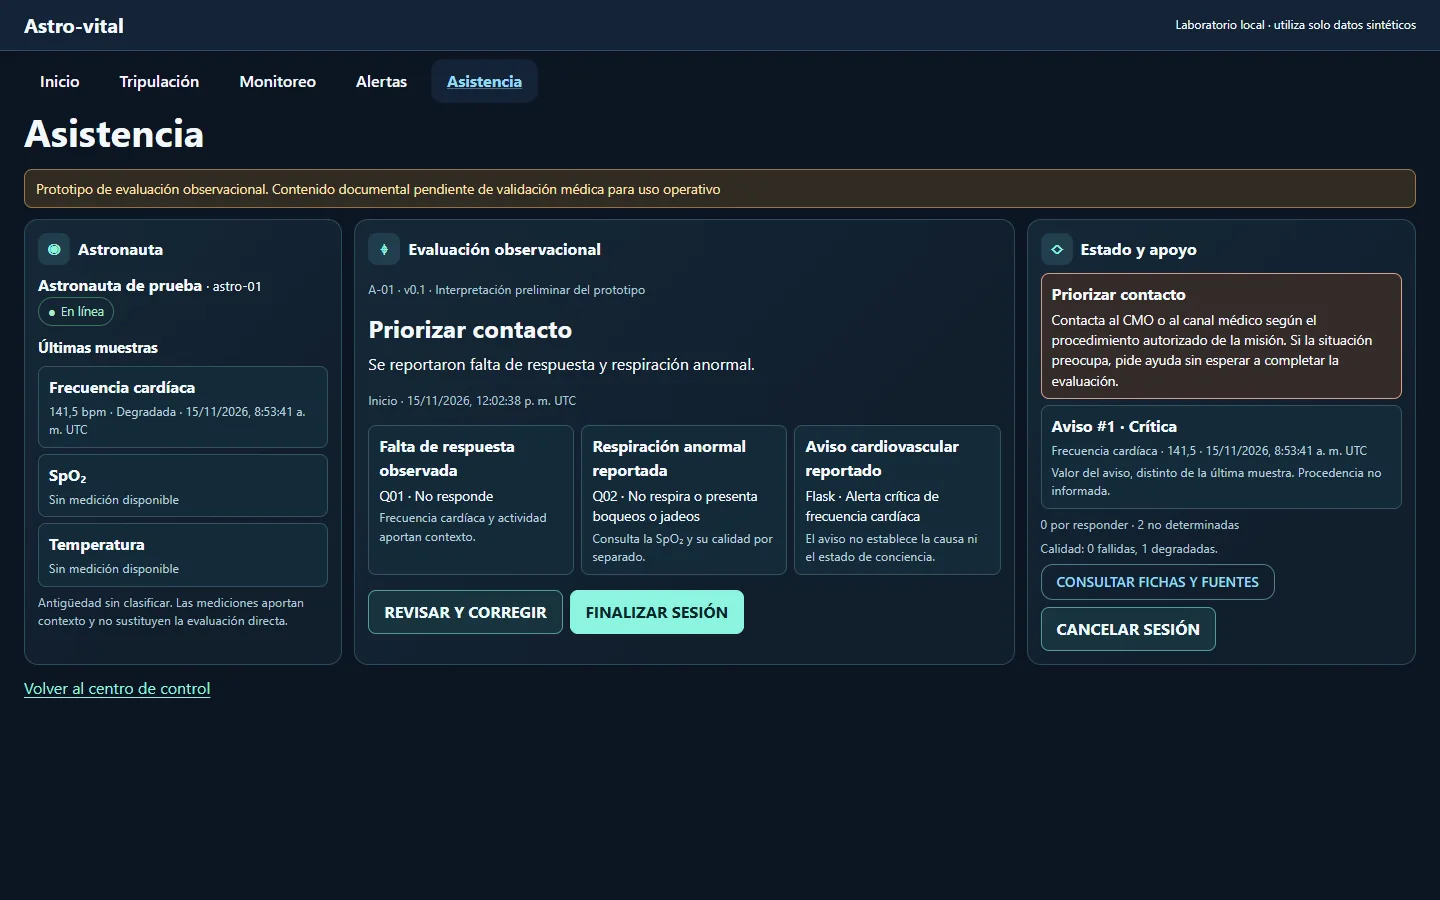 Astro-vital
Laboratorio local · utiliza solo datos sintéticos
Inicio
Tripulación
Monitoreo
Alertas
Asistencia
Asistencia
Prototipo de evaluación observacional. Contenido documental pendiente de validación médica para uso operativo
Astronauta
Astronauta de prueba · astro-01
En línea
Últimas muestras
Frecuencia cardíaca
141,5 bpm · Degradada · 15/11/2026, 8:53:41 a.
m. UTC
SpO₂
Sin medición disponible
Temperatura
Sin medición disponible
Antigüedad sin clasificar. Las mediciones aportan
contexto y no sustituyen la evaluación directa.
Evaluación observacional
A-01 · v0.1 · Interpretación preliminar del prototipo
Priorizar contacto
Se reportaron falta de respuesta y respiración anormal.
Inicio · 15/11/2026, 12:02:38 p. m. UTC
Falta de respuesta
observada
Q01 · No responde
Frecuencia cardíaca y actividad
aportan contexto.
Respiración anormal
reportada
Q02 · No respira o presenta
boqueos o jadeos
Consulta la SpO₂ y su calidad por
separado.
Aviso cardiovascular
reportado
Flask · Alerta crítica de
frecuencia cardíaca
El aviso no establece la causa ni
el estado de conciencia.
REVISAR Y CORREGIR
FINALIZAR SESIÓN
Estado y apoyo
Priorizar contacto
Contacta al CMO o al canal médico según el
procedimiento autorizado de la misión. Si la situación
preocupa, pide ayuda sin esperar a completar la
evaluación.
Aviso #1 · Crítica
Frecuencia cardíaca · 141,5 · 15/11/2026, 8:53:41 a. m. UTC
Valor del aviso, distinto de la última muestra. Procedencia no
informada.
0 por responder · 2 no determinadas
Calidad: 0 fallidas, 1 degradadas.
CONSULTAR FICHAS Y FUENTES
CANCELAR SESIÓN
Volver al centro de control